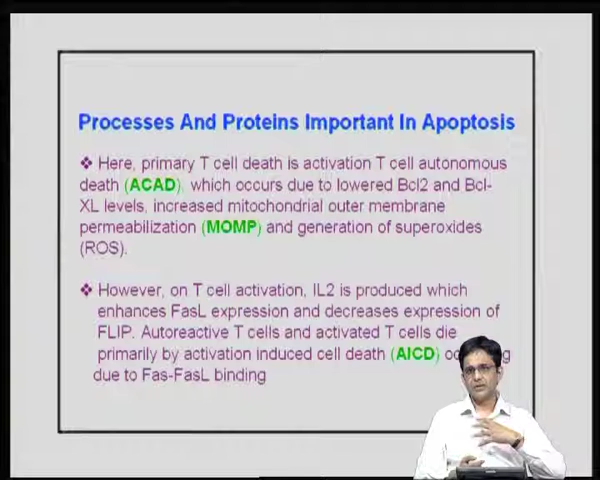 Processes And Proteins Important In Apoptosis
❖ Here, primary T cell death is activation T cell autonomous
death (ACAD), which occurs due to lowered Bcl2 and Bcl-
XL levels, increased mitochondrial outer membrane
permeabilization (MOMP) and generation of superoxides
(ROS).
❖ However, on T cell activation, IL2 is produced which
enhances FasL expression and decreases expression of
FLIP. Autoreactive T cells and activated T cells die
primarily by activation induced cell death (AICD)
due to Fas-FasL binding